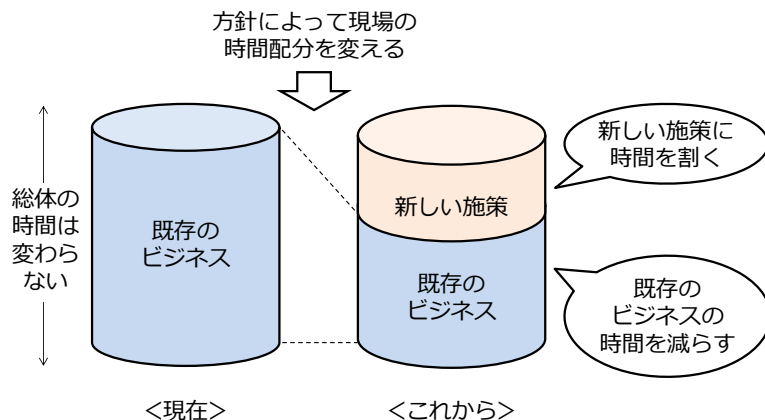 方針によって現場の
時間配分を変える
総体の
時間は
変わら
ない
既存の
ビジネス
新しい施策
既存の
ビジネス
新しい施策に
時間を割く
既存の
ビジネスの
時間を減らす
＜現在＞
＜これから＞